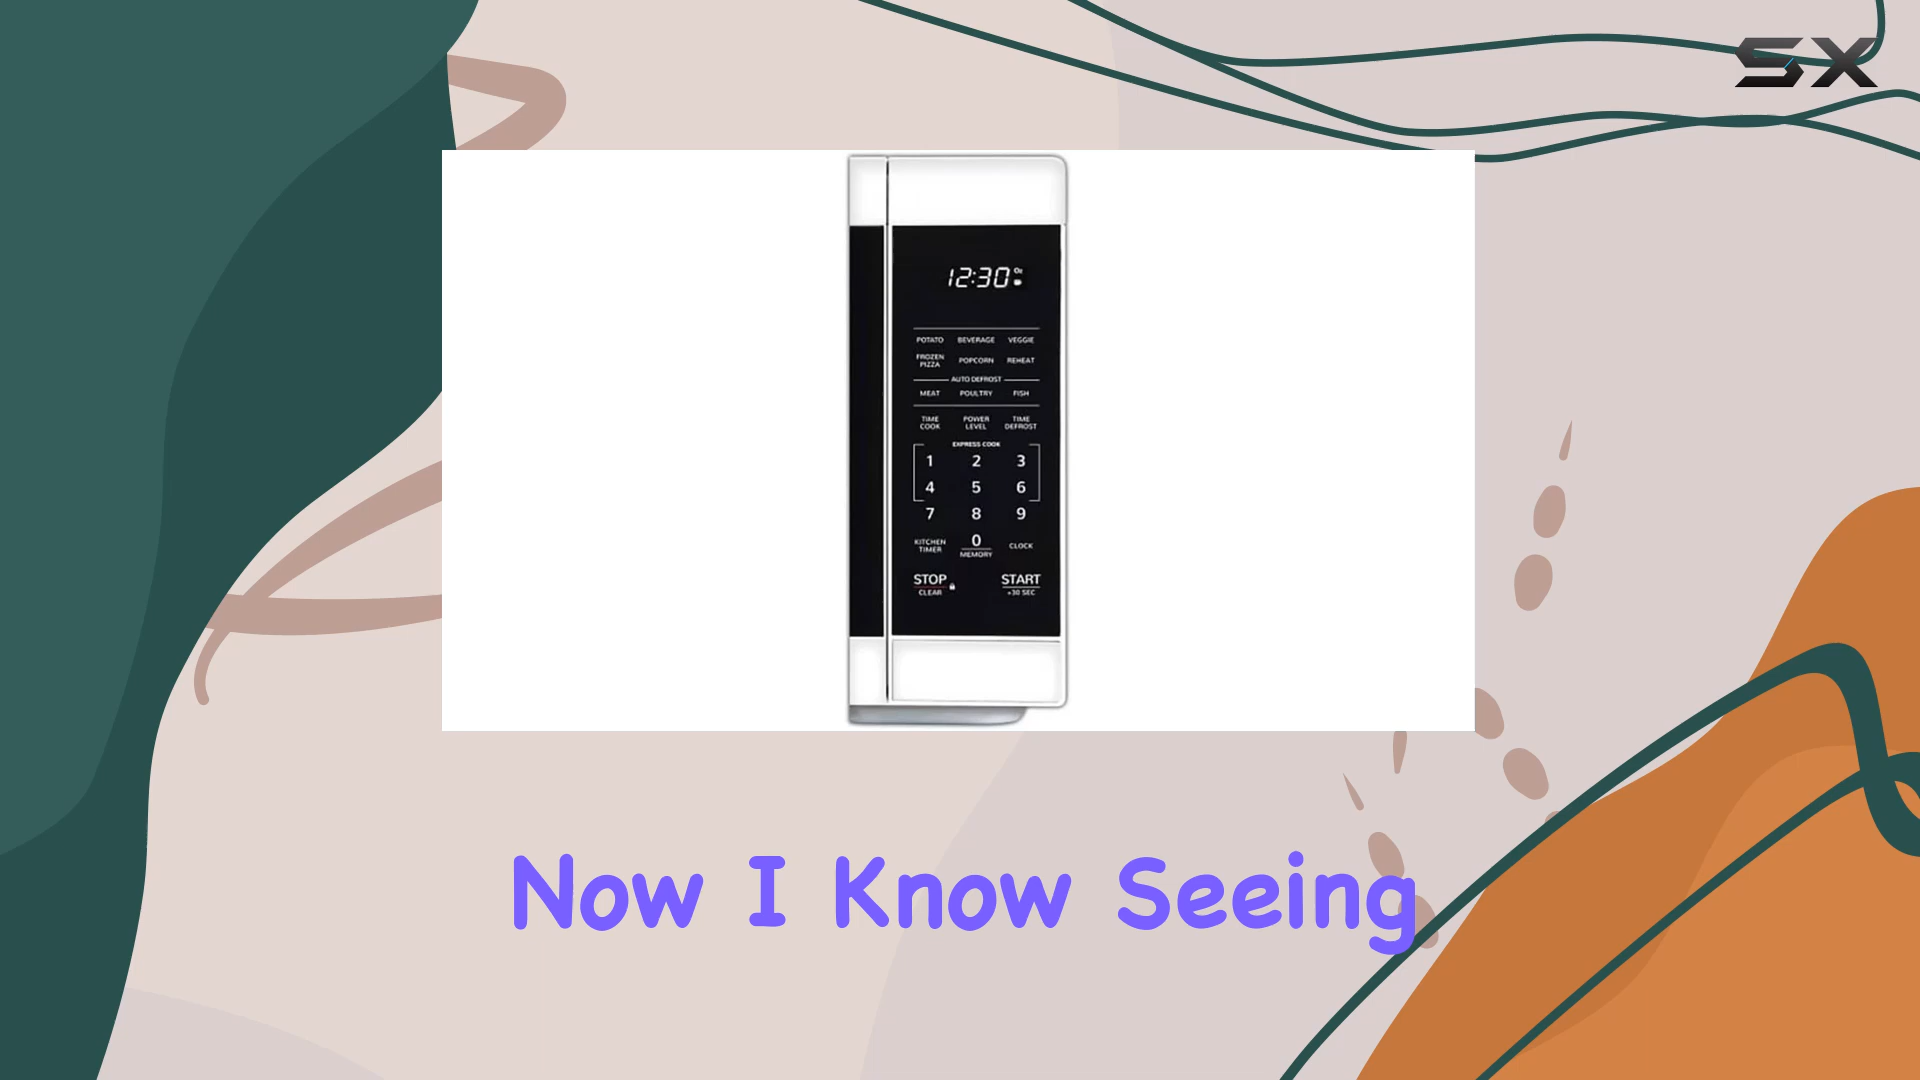 SX
12:30 Oz
POTATO BEVERAGE VEGGIE
FROZEN PIZZA POPCORN REHEAT
AUTO DEFROST
MEAT POULTRY FISH
TIME COOK POWER LEVEL TIME DEFROST
EXPRESS COOK
1 2 3
4 5 6
7 8 9
KITCHEN TIMER 0 MEMORY CLOCK
STOP START
CLEAR +30 SEC
Now I Know Seeing